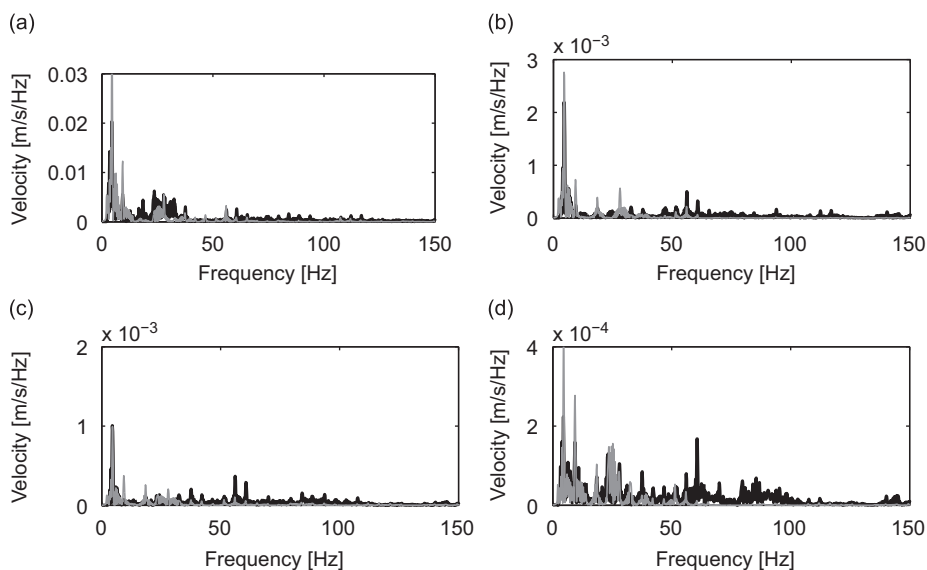 (a)
Velocity [m/s/Hz]
0.03
0.02
0.01
0
0 50 100 150
Frequency [Hz]
(b)
x 10⁻³
Velocity [m/s/Hz]
3
2
1
0
0 50 100 150
Frequency [Hz]
(c)
x 10⁻³
Velocity [m/s/Hz]
2
1
0
0 50 100 150
Frequency [Hz]
(d)
x 10⁻⁴
Velocity [m/s/Hz]
4
2
0
0 50 100 150
Frequency [Hz]